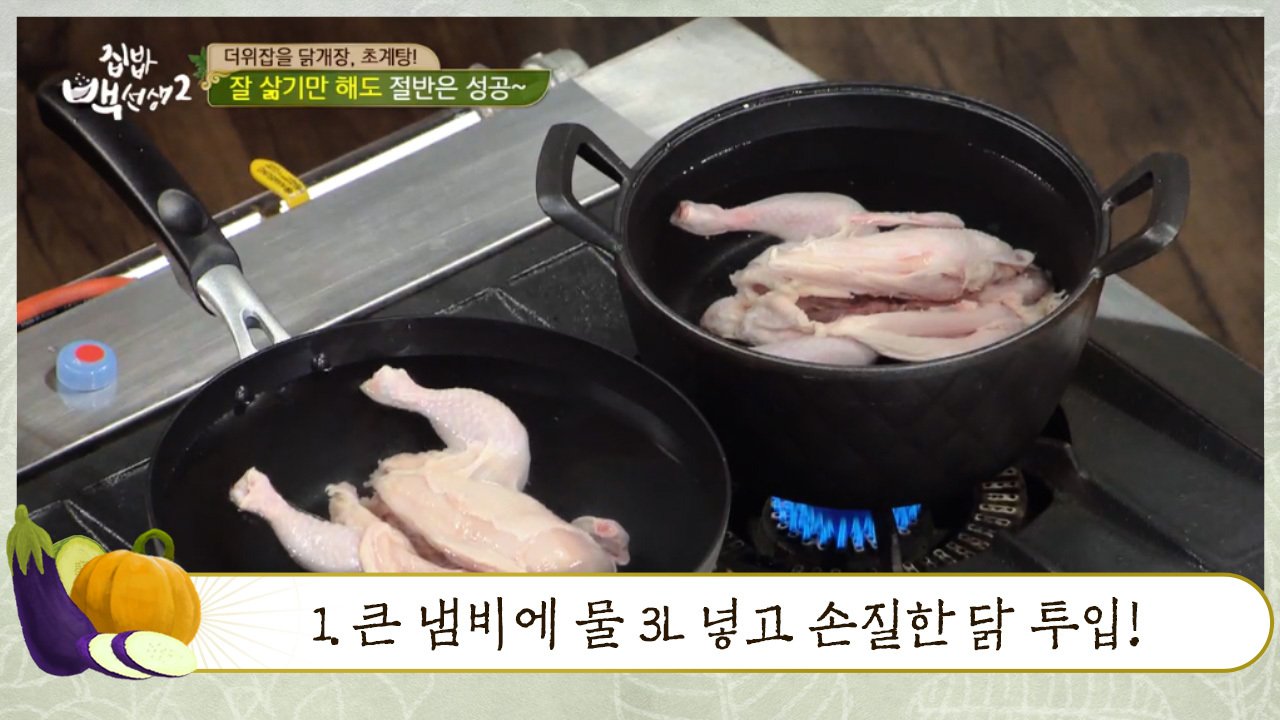 집밥
백선생2
더위잡을 닭개장, 초계탕!
잘 삶기만 해도 절반은 성공~
1. 큰 냄비에 물 3L 넣고 손질한 닭 투입!